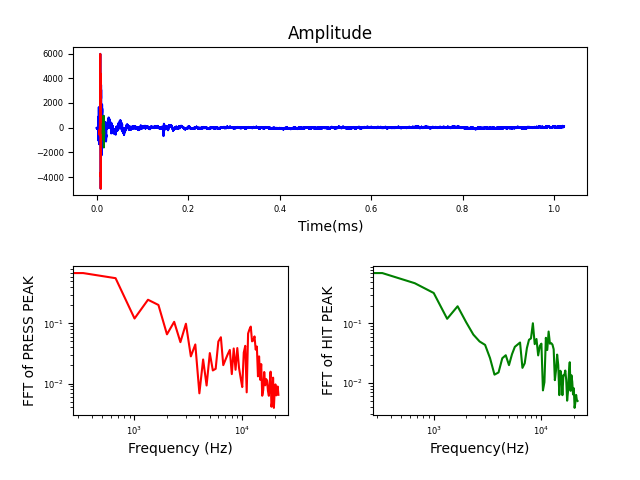 Amplitude
6000
4000
2000
0
−2000
−4000
0.0 0.2 0.4 0.6 0.8 1.0
Time(ms)
FFT of PRESS PEAK
10⁻¹
10⁻²
10³ 10⁴
Frequency (Hz)
FFT of HIT PEAK
10⁻¹
10⁻²
10³ 10⁴
Frequency(Hz)